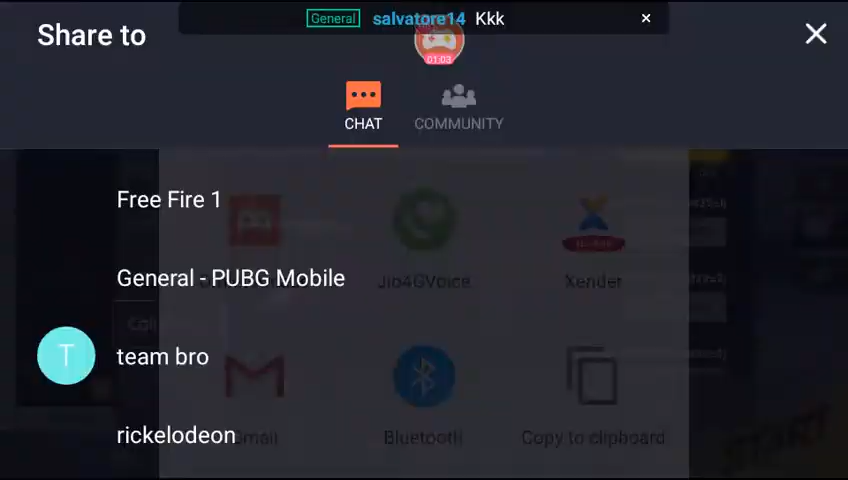 General salvatore14 Kkk ×
Share to
01:03
CHAT
COMMUNITY
Free Fire 1
General - PUBG Mobile
Jio4GVoice
Xender
T team bro
rickelodeon
Gmail
Bluetooth
Copy to clipboard
START